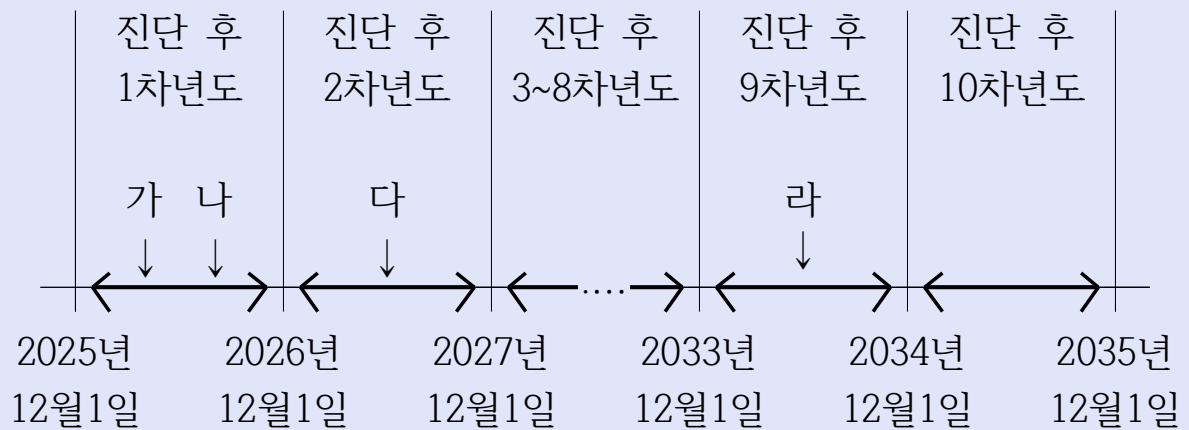 진단 후 진단 후 진단 후 진단 후 진단 후
1차년도 2차년도 3~8차년도 9차년도 10차년도
가 나 다 라
....
2025년 2026년 2027년 2033년 2034년 2035년
12월1일 12월1일 12월1일 12월1일 12월1일 12월1일